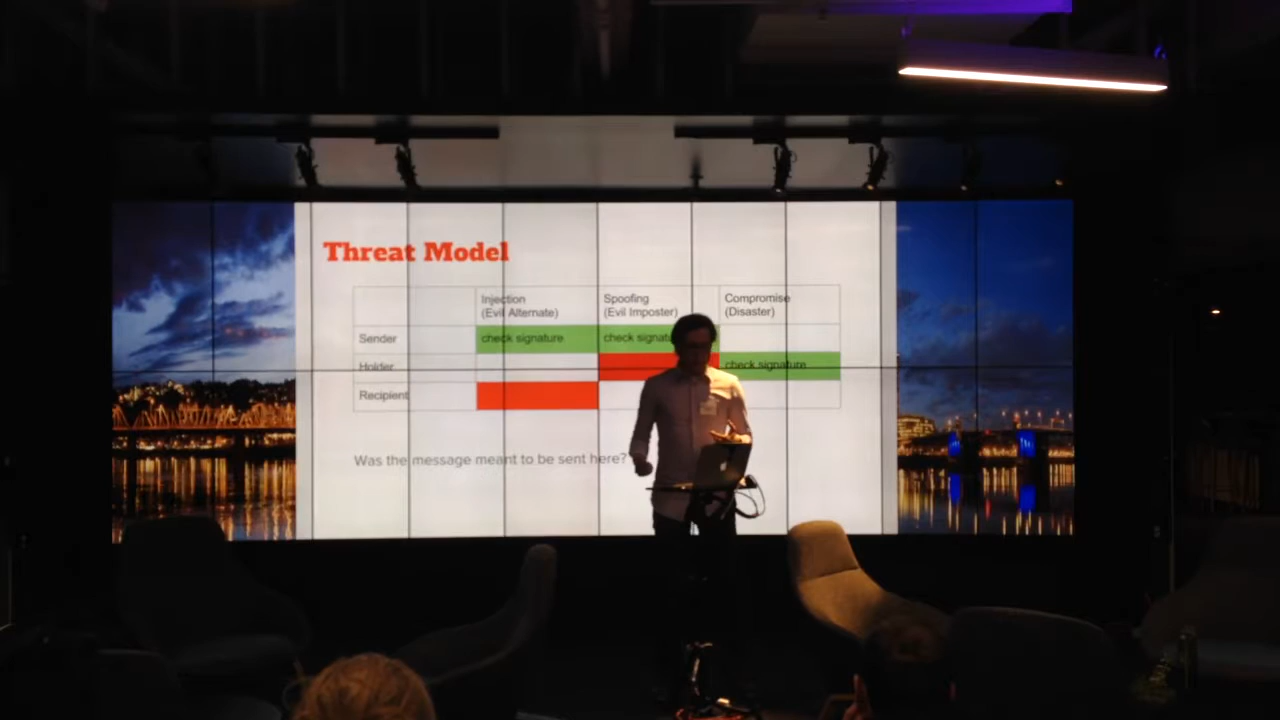 Threat Model
Injection
(Evil Alternate)
Spoofing
(Evil Imposter)
Compromise
(Disaster)
Sender
check signature
check
Holder
check signature
Recipient
Was the message meant to be sent here?